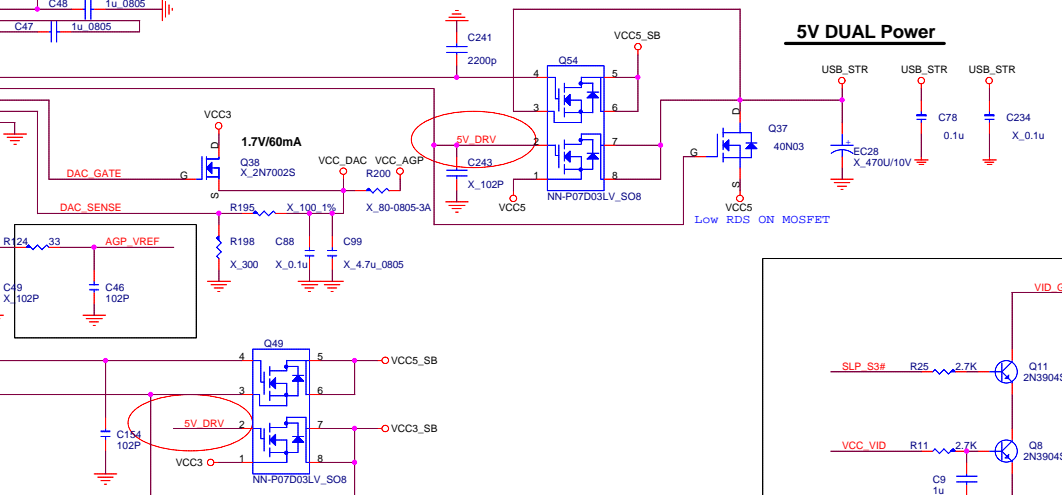 C48
1u_0805
C47
1u_0805
5V DUAL Power
C241
2200p
VCC5_SB
Q54
4
5
3
6
5V_DRV
2
7
C243
X_102P
1
8
VCC5
NN-P07D03LV_SO8
USB_STR
USB_STR
USB_STR
C78
0.1u
C234
X_0.1u
+
EC28
X_470U/10V
D
Q37
40N03
G
S
VCC5
Low RDS ON MOSFET
VCC3
1.7V/60mA
D
Q38
X_2N7002S
DAC_GATE
G
S
VCC_DAC
VCC_AGP
R200
X_80-0805-3A
DAC_SENSE
R195
X_100_1%
R198
X_300
C88
X_0.1u
C99
X_4.7u_0805
R124
33
AGP_VREF
C49
X_102P
C46
102P
Q49
4
5
VCC5_SB
3
6
5V_DRV
2
7
VCC3_SB
C154
102P
VCC3
1
8
NN-P07D03LV_SO8
VID_G
SLP_S3#
R25
2.7K
Q11
2N3904S
VCC_VID
R11
2.7K
Q8
2N3904S
C9
1u